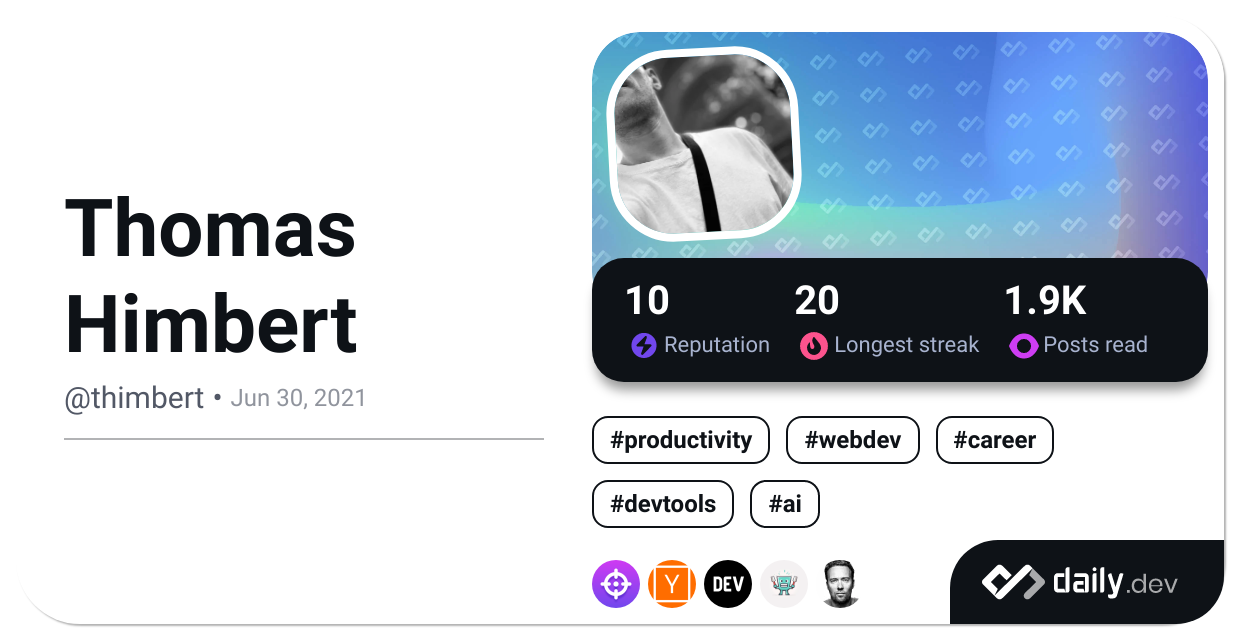 Thomas
Himbert
@thimbert • Jun 30, 2021
10 20 1.9K
Reputation Longest streak Posts read
#productivity #webdev #career
#devtools #ai
Y DEV
daily.dev